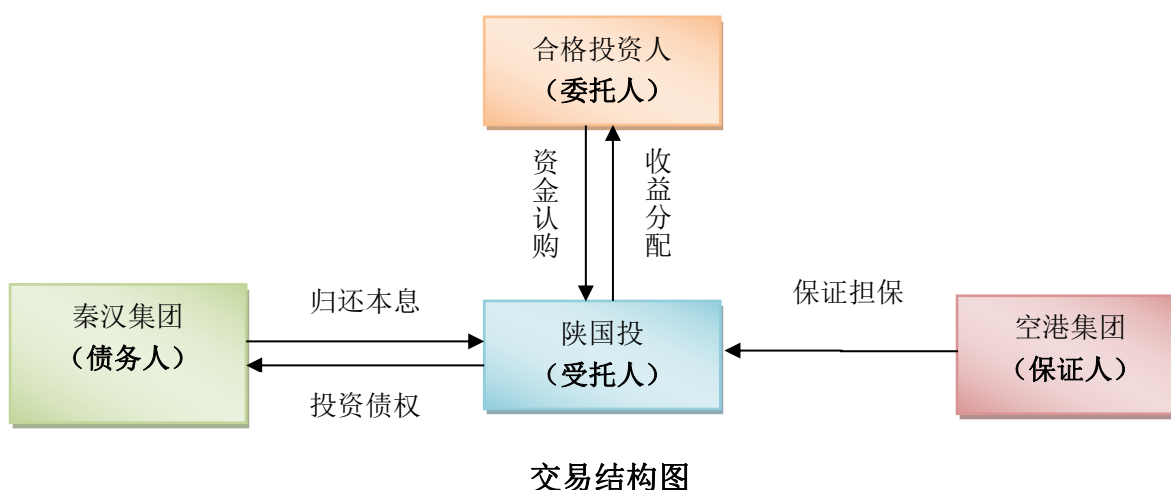 合格投资人
（委托人）
资金认购
收益分配
秦汉集团
（债务人）
归还本息
投资债权
陕国投
（受托人）
保证担保
空港集团
（保证人）
交易结构图